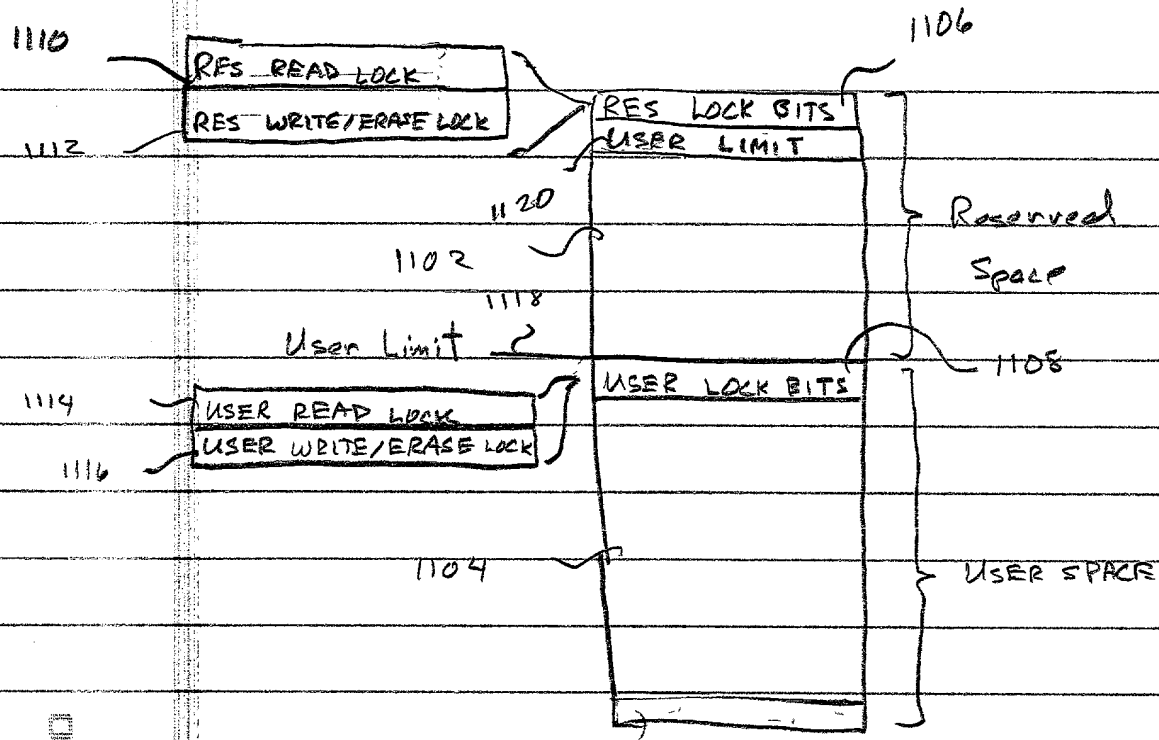 1106
1110
RES READ LOCK
RES LOCK BITS
RES WRITE/ERASE LOCK
USER LIMIT
1112
1120
Reserved
1102
Space
1118
User Limit
1108
USER LOCK BITS
1114
USER READ LOCK
USER WRITE/ERASE LOCK
1116
1104
USER SPACE